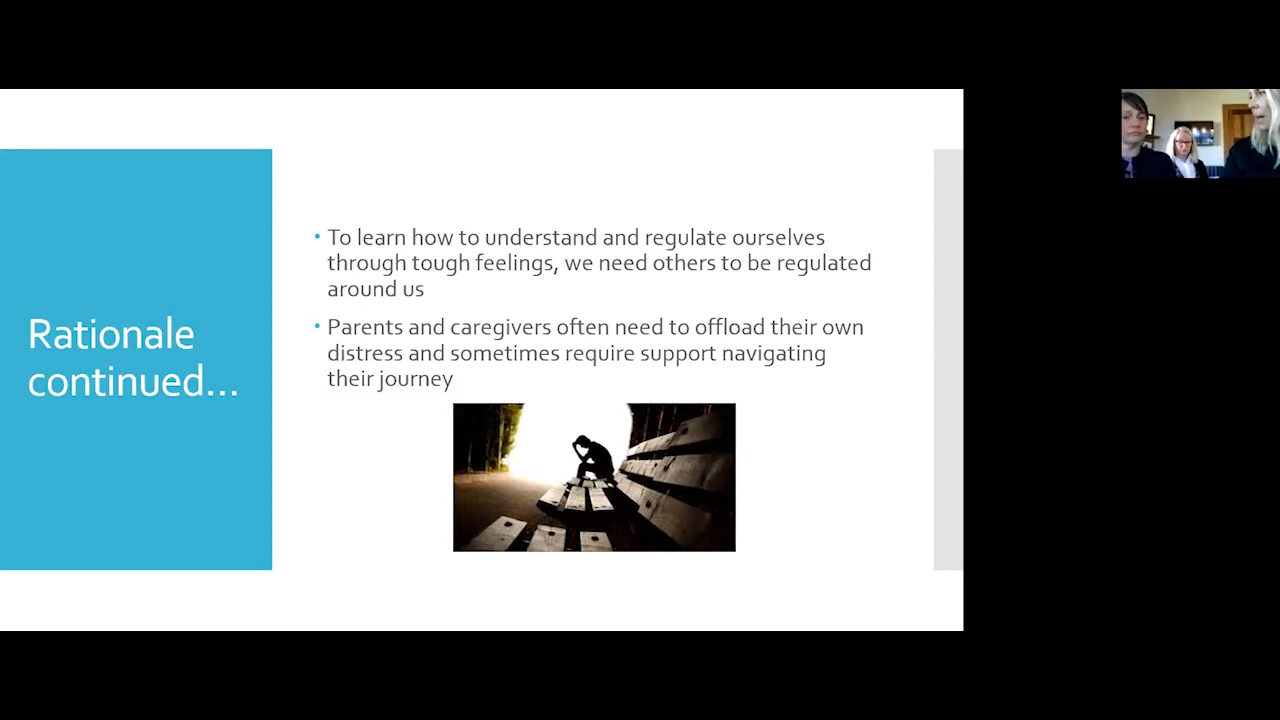 Rationale
continued...
• To learn how to understand and regulate ourselves
through tough feelings, we need others to be regulated
around us
• Parents and caregivers often need to offload their own
distress and sometimes require support navigating
their journey